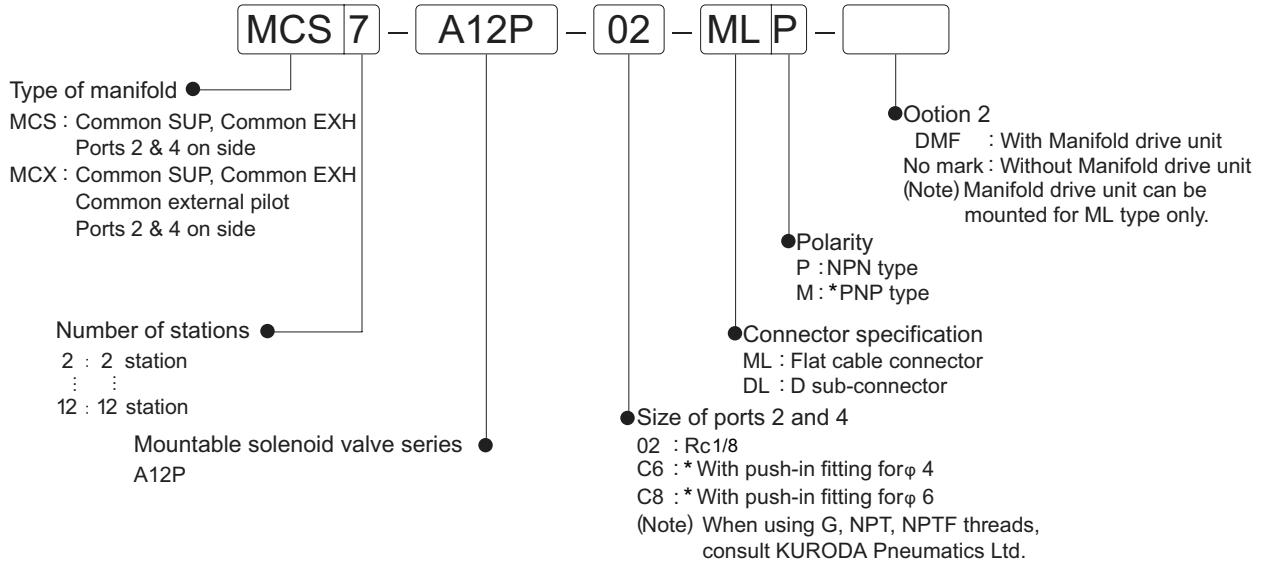 MCS 7 – A12P – 02 – ML P –
Type of manifold
MCS : Common SUP, Common EXH
Ports 2 & 4 on side
MCX : Common SUP, Common EXH
Common external pilot
Ports 2 & 4 on side
Number of stations
2 : 2 station
⋮ ⋮
12 : 12 station
Mountable solenoid valve series
A12P
Size of ports 2 and 4
02 : Rc1/8
C6 : * With push-in fitting forφ 4
C8 : * With push-in fitting forφ 6
(Note) When using G, NPT, NPTF threads,
consult KURODA Pneumatics Ltd.
Connector specification
ML : Flat cable connector
DL : D sub-connector
Polarity
P : NPN type
M : *PNP type
Ootion 2
DMF : With Manifold drive unit
No mark : Without Manifold drive unit
(Note) Manifold drive unit can be
mounted for ML type only.